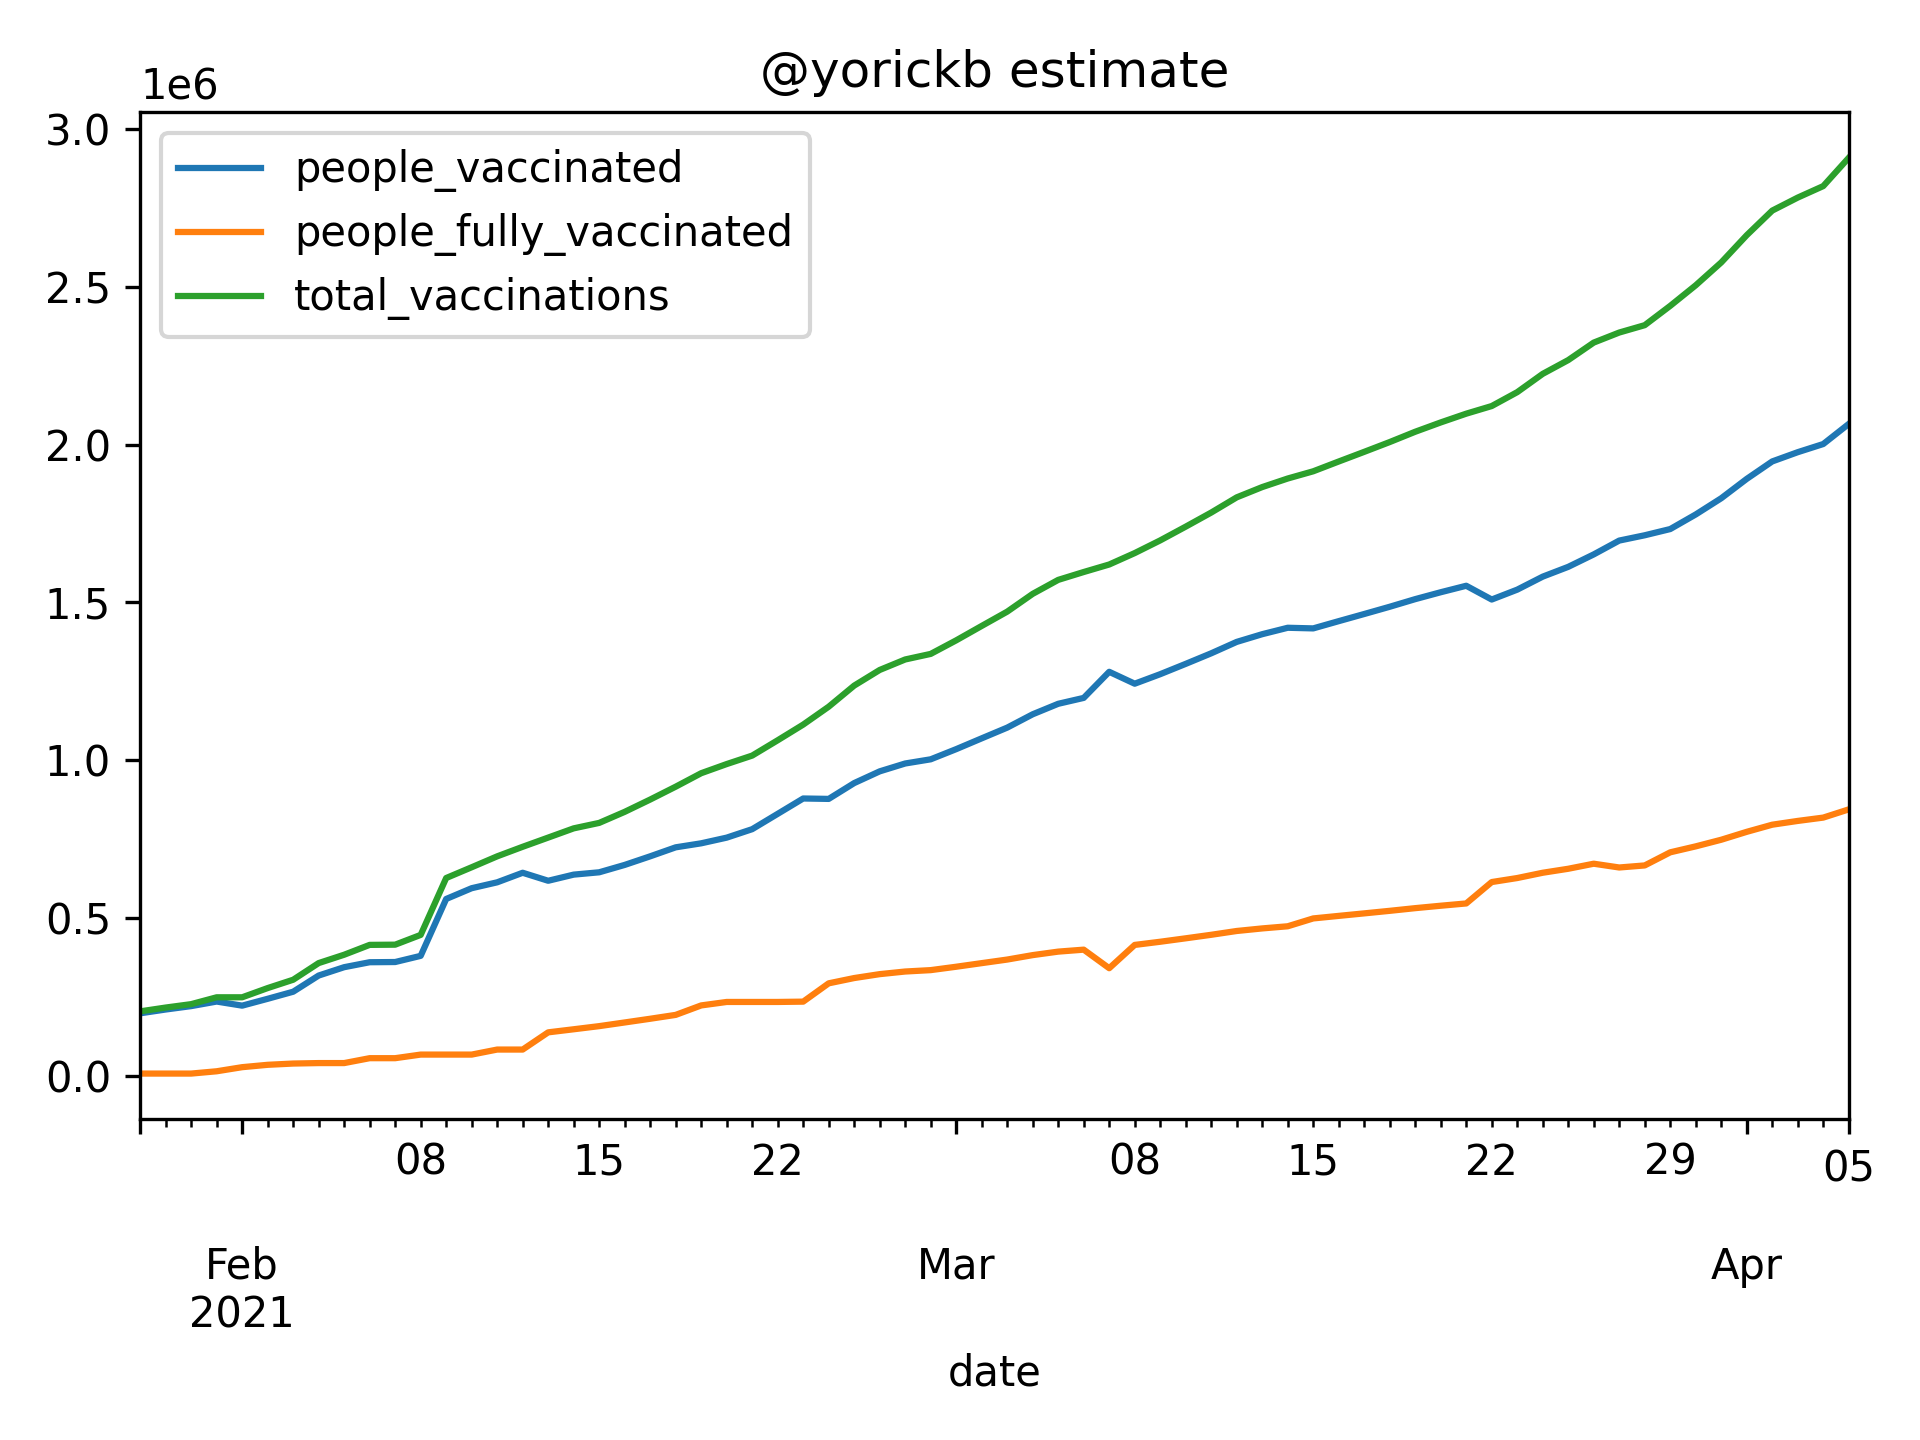 @yorickb estimate
1e6
3.0
2.5
2.0
1.5
1.0
0.5
0.0
people_vaccinated
people_fully_vaccinated
total_vaccinations
08 15 22 08 15 22 29 05
Feb Mar Apr
2021
date